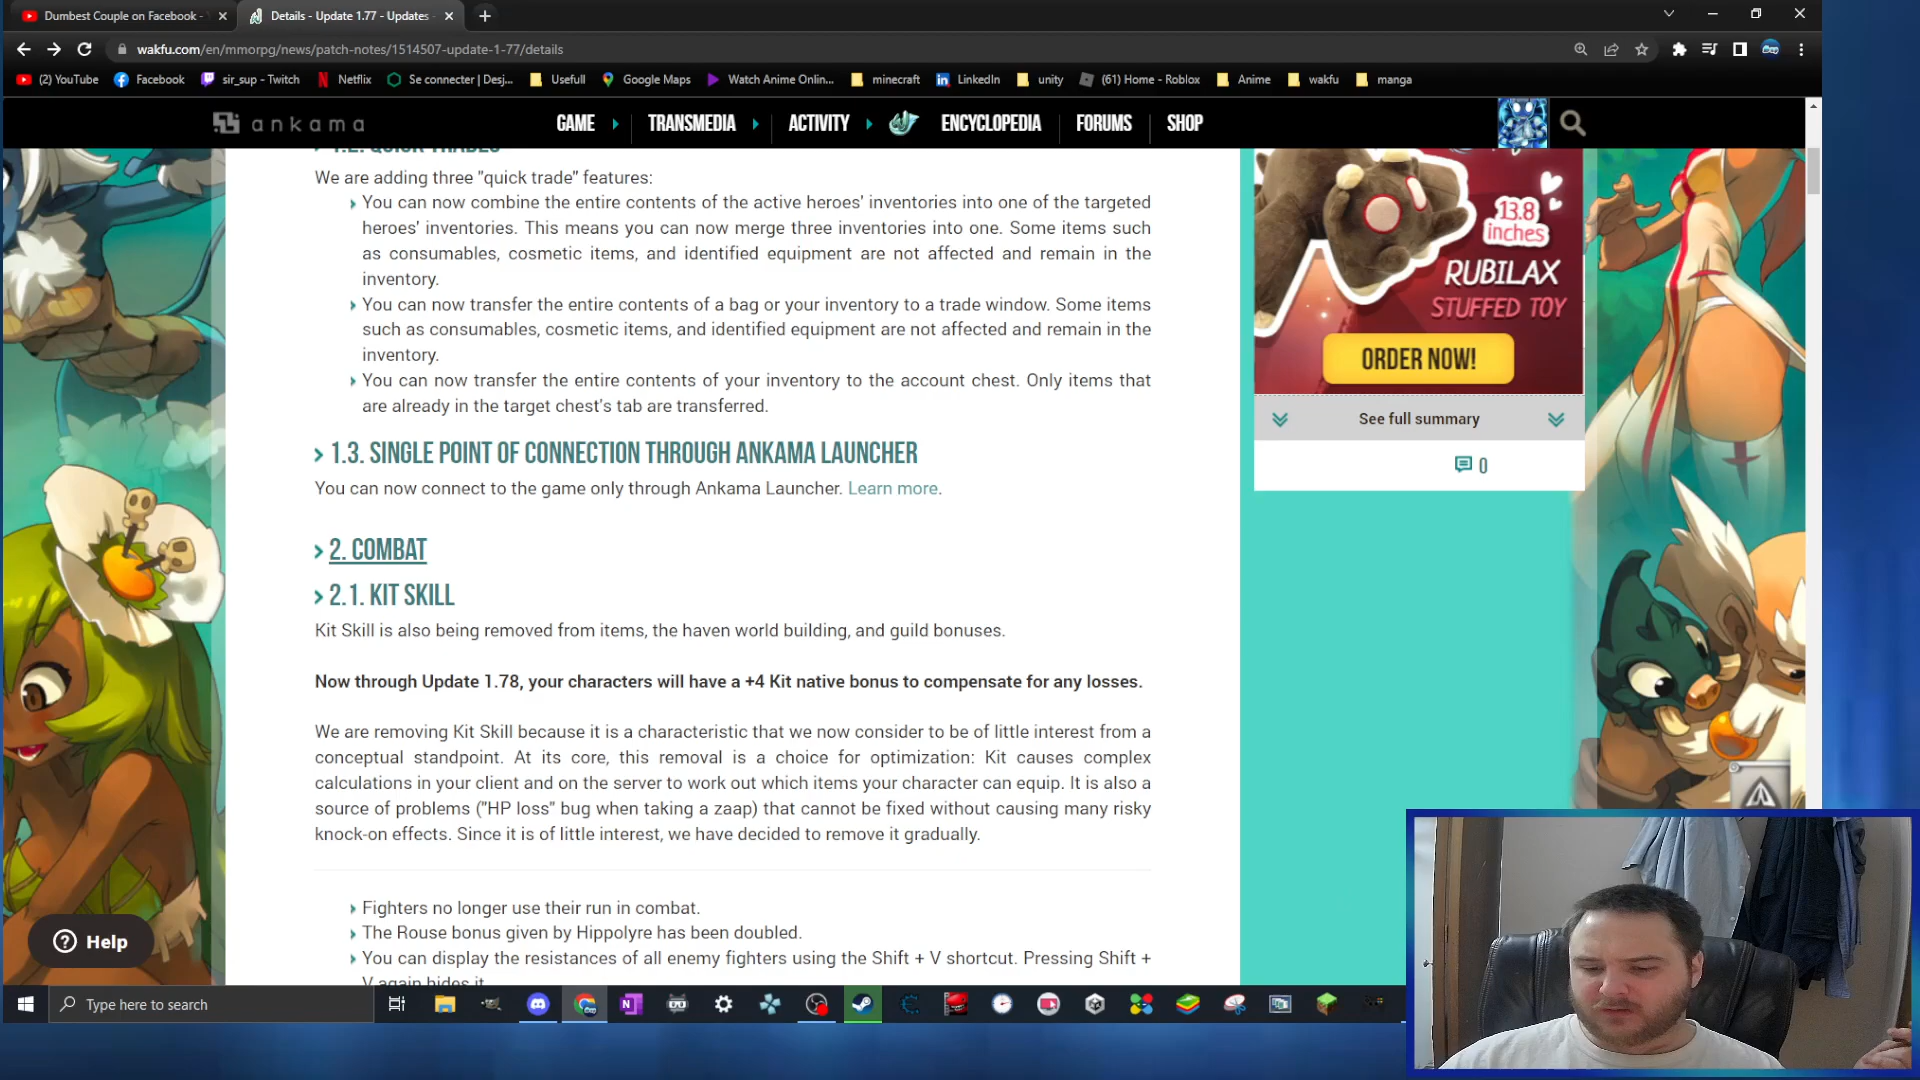 Dumbest Couple on Facebook -
Details - Update 1.77 - Updates -
wakfu.com/en/mmorpg/news/patch-notes/1514507-update-1-77/details
(2) YouTube
Facebook
sir_sup - Twitch
Netflix
Se connecter | Desj...
Usefull
Google Maps
Watch Anime Onlin...
minecraft
LinkedIn
unity
(61) Home - Roblox
Anime
wakfu
manga
ankama
GAME
TRANSMEDIA
ACTIVITY
ENCYCLOPEDIA
FORUMS
SHOP
1.2. QUICK TRADES
We are adding three "quick trade" features:
You can now combine the entire contents of the active heroes' inventories into one of the targeted
heroes' inventories. This means you can now merge three inventories into one. Some items such
as consumables, cosmetic items, and identified equipment are not affected and remain in the
inventory.
You can now transfer the entire contents of a bag or your inventory to a trade window. Some items
such as consumables, cosmetic items, and identified equipment are not affected and remain in the
inventory.
You can now transfer the entire contents of your inventory to the account chest. Only items that
are already in the target chest's tab are transferred.
1.3. SINGLE POINT OF CONNECTION THROUGH ANKAMA LAUNCHER
You can now connect to the game only through Ankama Launcher. Learn more.
2. COMBAT
2.1. KIT SKILL
Kit Skill is also being removed from items, the haven world building, and guild bonuses.
Now through Update 1.78, your characters will have a +4 Kit native bonus to compensate for any losses.
We are removing Kit Skill because it is a characteristic that we now consider to be of little interest from a
conceptual standpoint. At its core, this removal is a choice for optimization: Kit causes complex
calculations in your client and on the server to work out which items your character can equip. It is also a
source of problems ("HP loss" bug when taking a zaap) that cannot be fixed without causing many risky
knock-on effects. Since it is of little interest, we have decided to remove it gradually.
Fighters no longer use their run in combat.
The Rouse bonus given by Hippolyre has been doubled.
You can display the resistances of all enemy fighters using the Shift + V shortcut. Pressing Shift +
V again hides it.
13.8
inches
RUBILAX
STUFFED TOY
ORDER NOW!
See full summary
0
Help
Type here to search